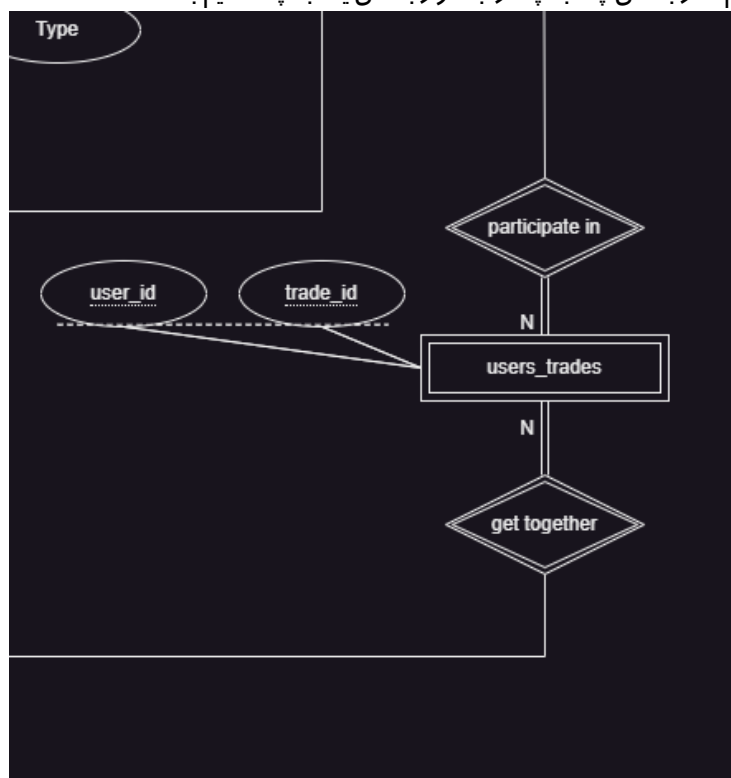 Type
participate in
user_id
trade_id
N
users_trades
N
get together